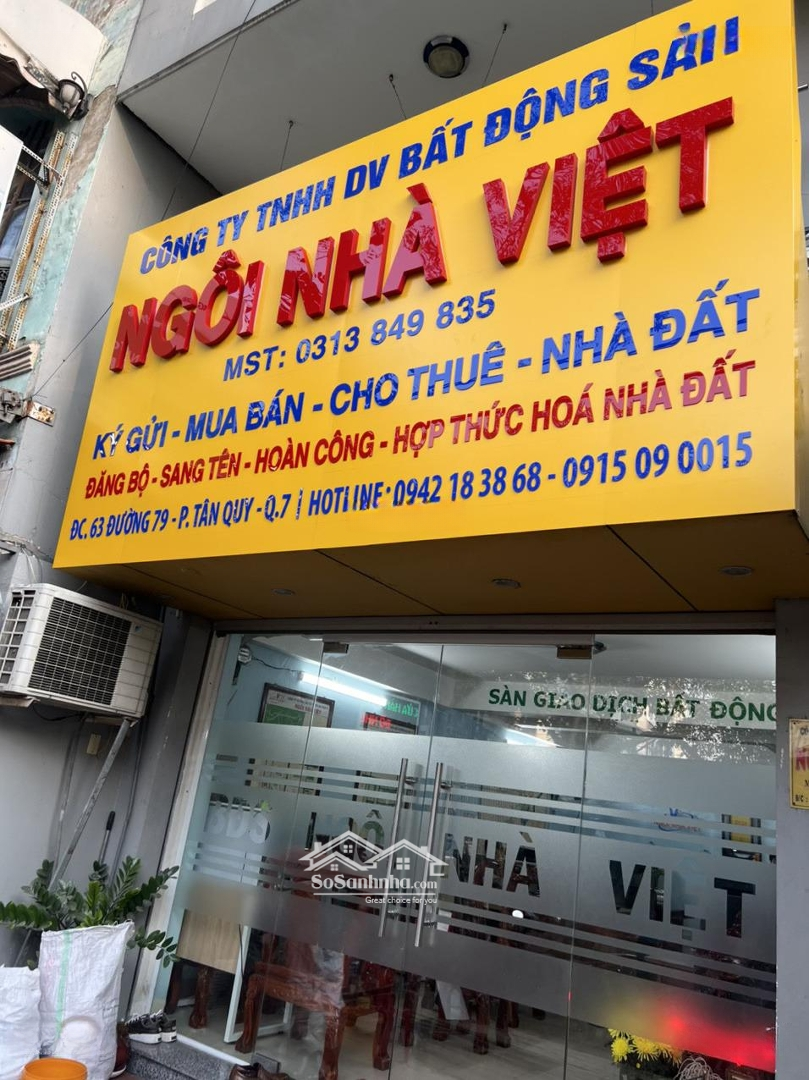 CÔNG TY TNHH DV BẤT ĐỘNG SẢN
NGÔI NHÀ VIỆT
MST: 0313 849 835
KÝ GỬI - MUA BÁN - CHO THUÊ - NHÀ ĐẤT
ĐĂNG BỘ - SANG TÊN - HOÀN CÔNG - HỢP THỨC HOÁ NHÀ ĐẤT
ĐC. 63 ĐƯỜNG 79 - P. TÂN QUY - Q.7 | HOTLINE: 0942 18 38 68 - 0915 09 0015
SÀN GIAO DỊCH BẤT ĐỘNG
BĐS NHÀ VIỆT
SoSanhnha.com
Great choice for you